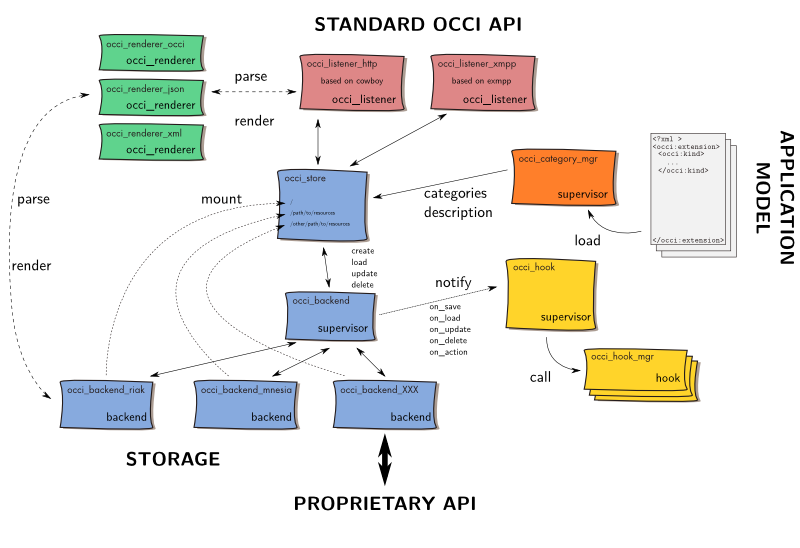 STANDARD OCCI API
occi_renderer_occi
occi_renderer
occi_renderer_json
occi_renderer
occi_renderer_xml
occi_renderer
parse
render
occi_listener_http
based on cowboy
occi_listener
occi_listener_xmpp
based on exmpp
occi_listener
occi_category_mgr
supervisor
<?xml >
<occi:extension>
<occi:kind>
...
</occi:kind>
</occi:extension>
APPLICATION
MODEL
load
categories
description
occi_store
/
/path/to/resources
/other/path/to/resources
mount
parse
render
create
load
update
delete
occi_backend
supervisor
notify
on_save
on_load
on_update
on_delete
on_action
occi_hook
supervisor
call
occi_hook_mgr
hook
occi_backend_riak
backend
occi_backend_mnesia
backend
occi_backend_XXX
backend
STORAGE
PROPRIETARY API